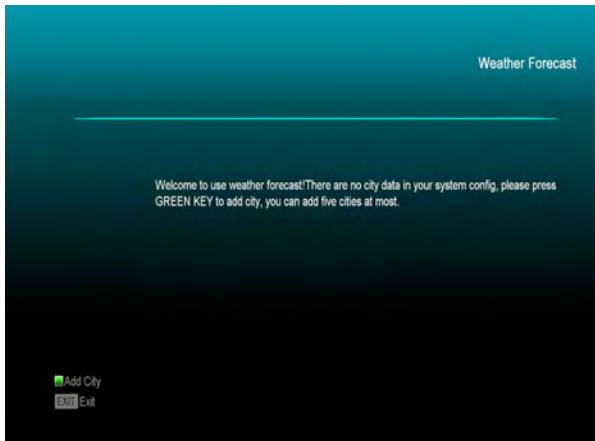 Weather Forecast
Welcome to use weather forecast!There are no city data in your system config, please press
GREEN KEY to add city, you can add five cities at most.
Add City
EXIT Exit